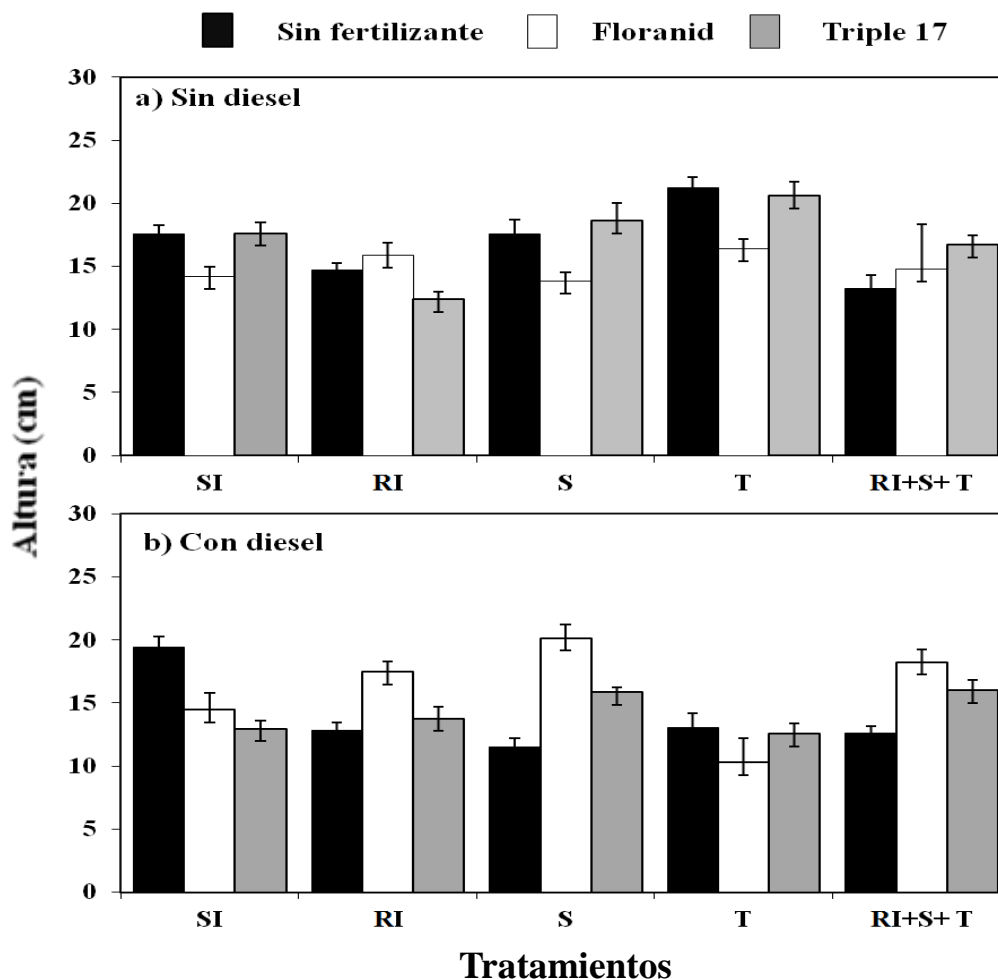 Sin fertilizante Floranid Triple 17
Altura (cm)
30
a) Sin diesel
25
20
15
10
5
0
SI RI S T RI+S+ T
30
b) Con diesel
25
20
15
10
5
0
SI RI S T RI+S+ T
Tratamientos